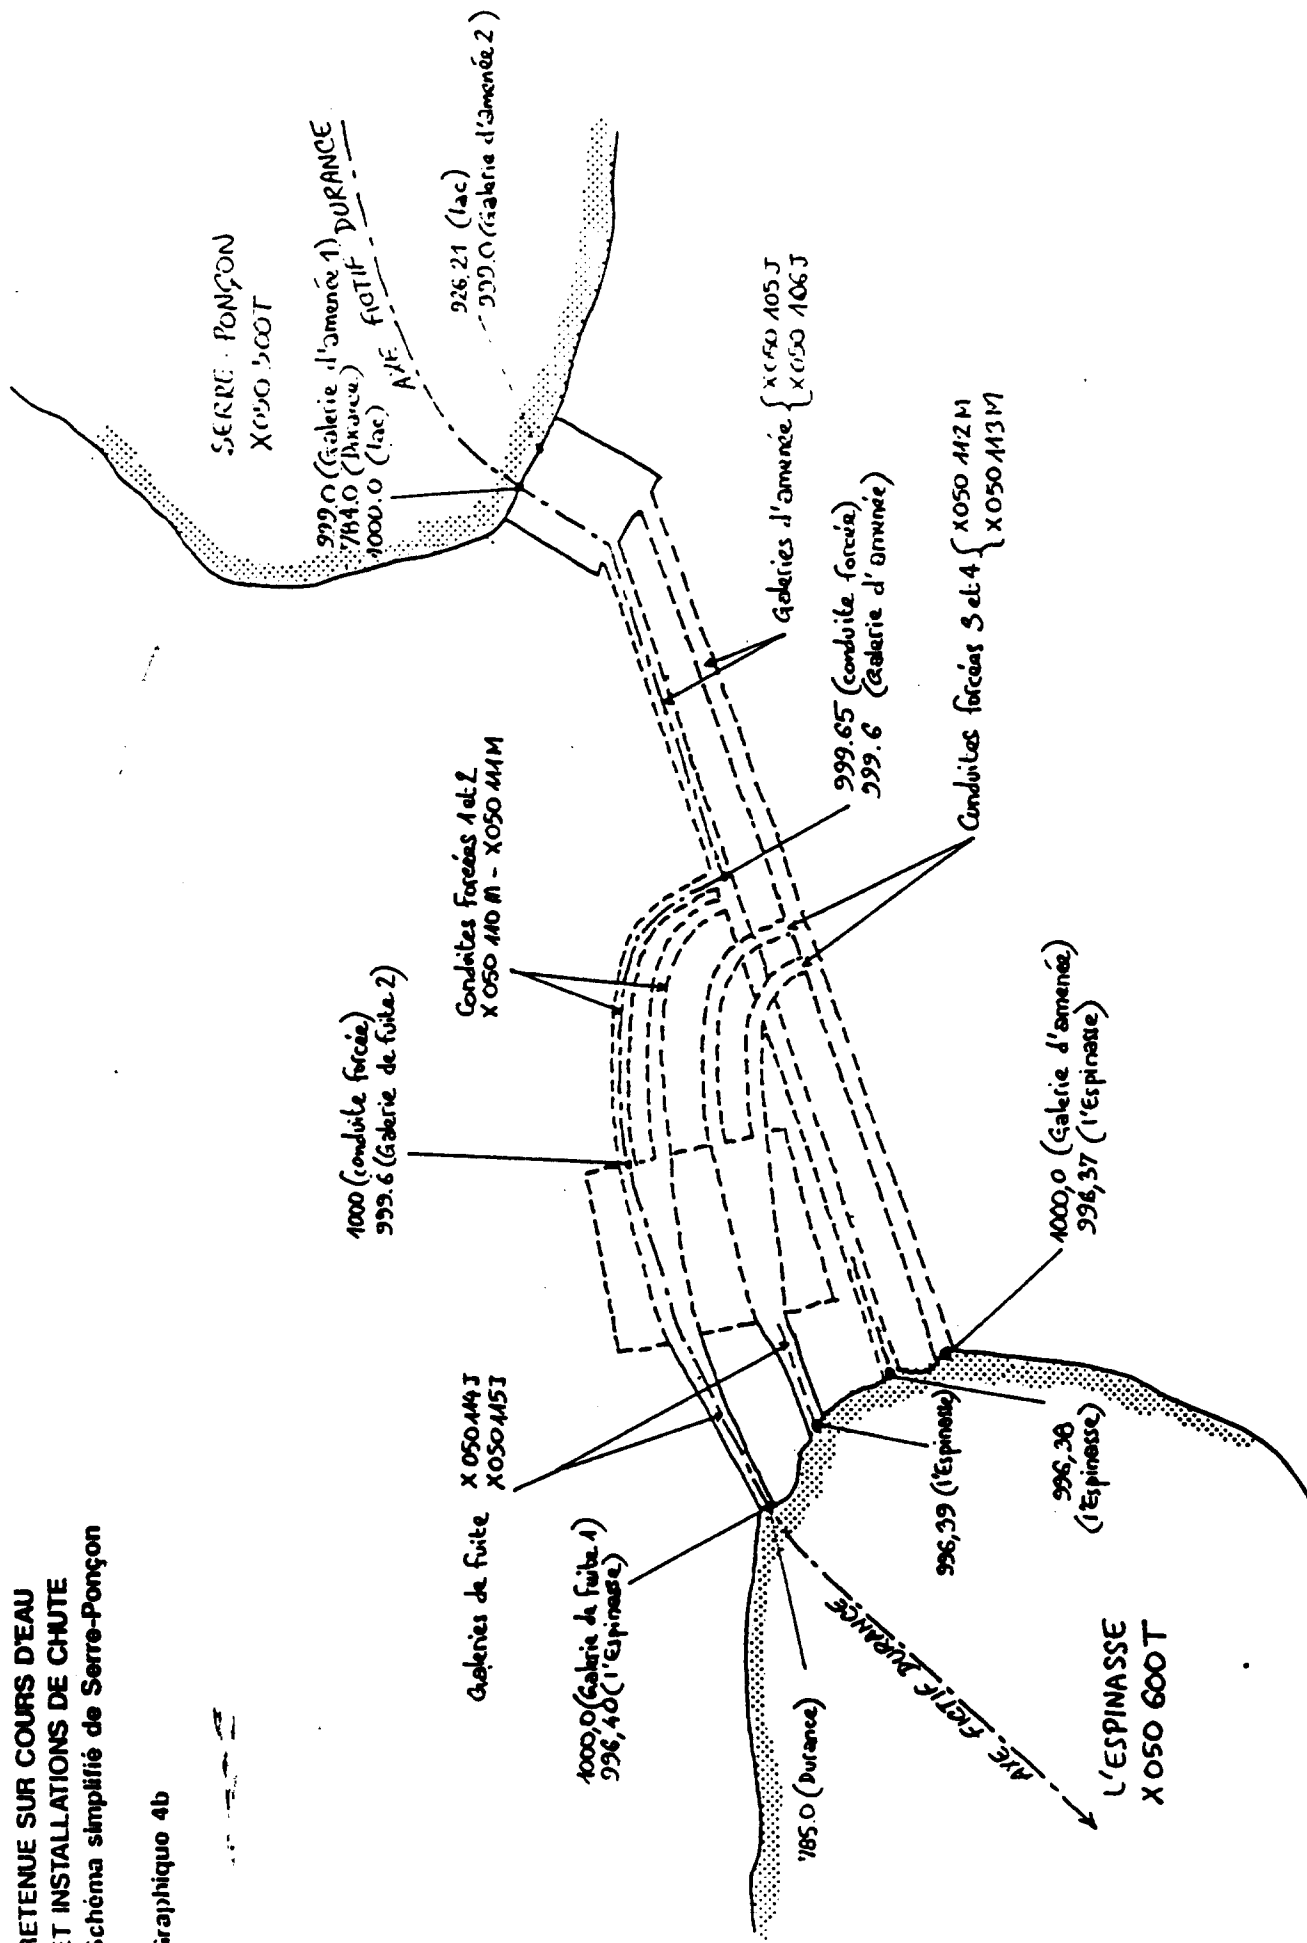 RETENUE SUR COURS D'EAU
ET INSTALLATIONS DE CHUTE
Schéma simplifié de Serre-Ponçon
Graphique 4b
SERRE-PONÇON
X050 500T
999.0 (Galerie d'amenée 1)
784.0 (Durance)
1000.0 (lac)
AXE FICTIF DURANCE
926.21 (lac)
999.0 (Galerie d'amenée 2)
Galeries d'amenée { X050 105J
X050 106J
999.65 (conduite forcée)
999.6 (Galerie d'amenée)
Conduites forcées 3 et 4 { X050 112M
X050 113M
Conduites Forcées 1 et 2
X050 110 M - X050 111M
1000 (conduite forcée)
999.6 (Galerie de fuite 2)
1000,0 (Galerie d'amenée)
996,37 (l'Espinasse)
Galeries de fuite X050114J
X050115J
1000,0 (Galerie de fuite 1)
996,40 (l'Espinasse)
996,39 (l'Espinasse)
996,38
(l'Espinasse)
785.0 (Durance)
AXE FICTIF DURANCE
L'ESPINASSE
X050 600T